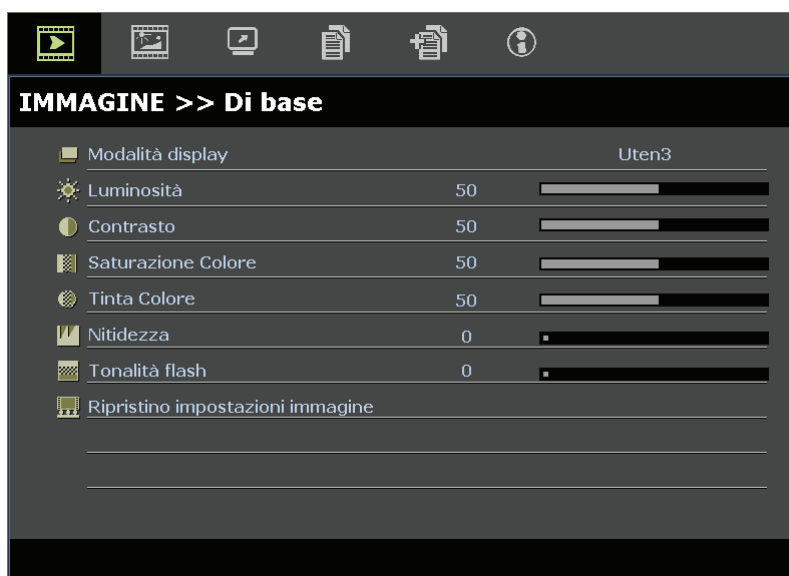 IMMAGINE >> Di base
Modalità display Uten3
Luminosità 50
Contrasto 50
Saturazione Colore 50
Tinta Colore 50
Nitidezza 0
Tonalità flash 0
Ripristino impostazioni immagine